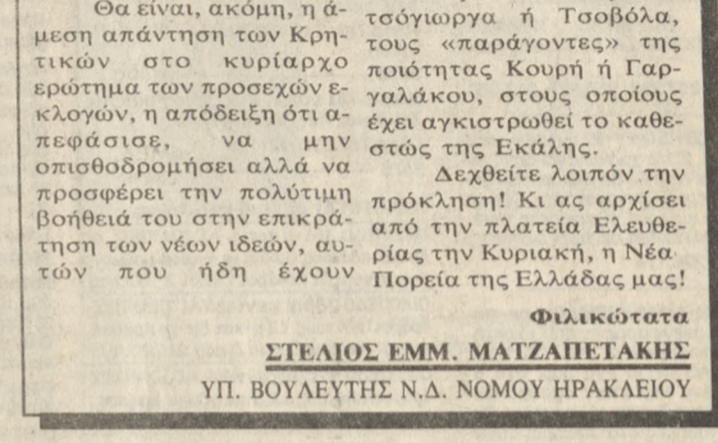 Θα είναι, ακόμη, η ά-
μεση απάντηση των Κρη-
τικών στο κυρίαρχο
ερώτημα των προσεχών ε-
κλογών, η απόδειξη ότι α-
πεφάσισε, να μην
οπισθοδρομήσει αλλά να
προσφέρει την πολύτιμη
βοήθειά του στην επικρά-
τηση των νέων ιδεών, αυ-
τών που ήδη έχουν
τσόγιωργα ή Τσοβόλα,
τους «παράγοντες» της
ποιότητας Κουρή ή Γαρ-
γαλάκου, στους οποίους
έχει αγκιστρωθεί το καθε-
στώς της Εκάλης.
Δεχθείτε λοιπόν την
πρόκληση! Κι ας αρχίσει
από την πλατεία Ελευθε-
ρίας την Κυριακή, η Νέα
Πορεία της Ελλάδας μας!
Φιλικώτατα
ΣΤΕΛΙΟΣ ΕΜΜ. ΜΑΤΖΑΠΕΤΑΚΗΣ
ΥΠ. ΒΟΥΛΕΥΤΗΣ Ν.Δ. ΝΟΜΟΥ ΗΡΑΚΛΕΙΟΥ